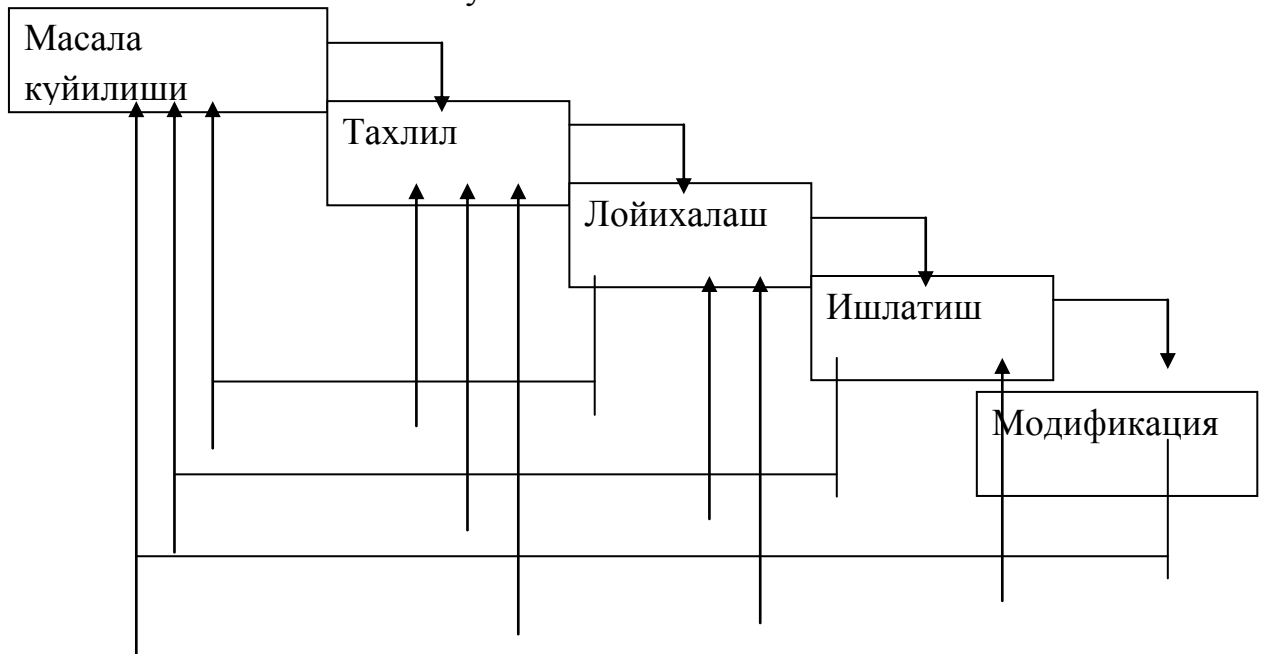 Масала
куйилиши
Тахлил
Лойихалаш
Ишлатиш
Модификация